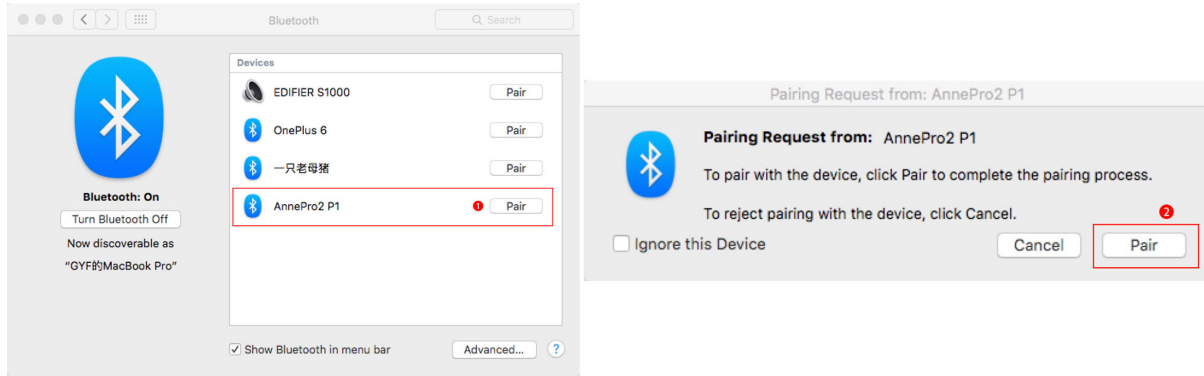 Bluetooth
Search
Devices
EDIFIER S1000
Pair
OnePlus 6
Pair
一只老母猪
Pair
AnnePro2 P1
1
Pair
Bluetooth: On
Turn Bluetooth Off
Now discoverable as
“GYF的MacBook Pro”
Show Bluetooth in menu bar
Advanced...
?
Pairing Request from: AnnePro2 P1
Pairing Request from: AnnePro2 P1
To pair with the device, click Pair to complete the pairing process.
To reject pairing with the device, click Cancel.
2
Ignore this Device
Cancel
Pair